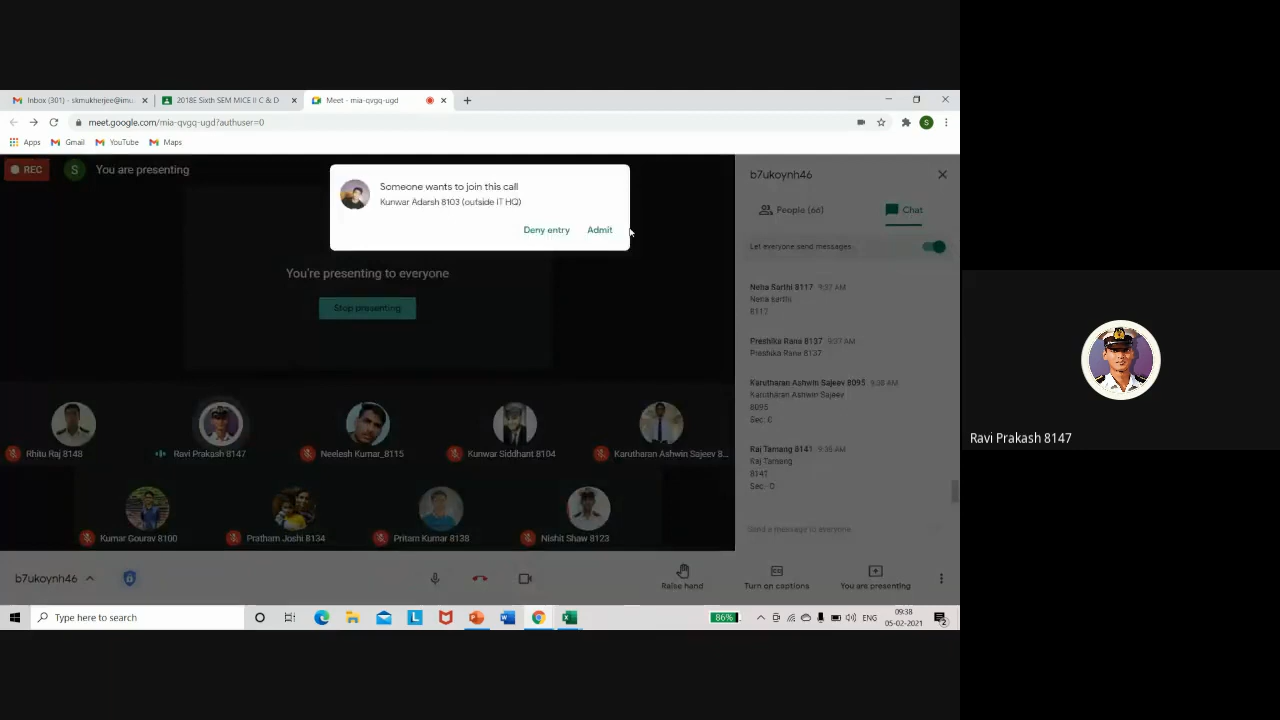 Inbox (301) - skmukherjee@imu.
2018E Sixth SEM MICE II C & D
Meet - mia-qvgq-ugd
meet.google.com/mia-qvgq-ugd?authuser=0
Apps
Gmail
YouTube
Maps
REC
S
You are presenting
Someone wants to join this call
Kunwar Adarsh 8103 (outside IT HQ)
Deny entry
Admit
You're presenting to everyone
Stop presenting
b7ukoynh46
People (66)
Chat
Let everyone send messages
Neha Sarthi 8117 9:37 AM
Neha sarthi
8117
Preshika Rana 8137 9:37 AM
Preshika Rana 8137
Karutharan Ashwin Sajeev 8095 9:38 AM
Karutharan Ashwin Sajeev
8095
Sec: C
Raj Tamang 8141 9:38 AM
Raj Tamang
8141
Sec. -D
Send a message to everyone
Rhitu Raj 8148
Ravi Prakash 8147
Neelesh Kumar_8115
Kunwar Siddhant 8104
Karutharan Ashwin Sajeev 8...
Kumar Gourav 8100
Pratham Joshi 8134
Pritam Kumar 8138
Nishit Shaw 8123
b7ukoynh46
Raise hand
Turn on captions
You are presenting
Type here to search
86%
ENG
09:38
05-02-2021
Ravi Prakash 8147